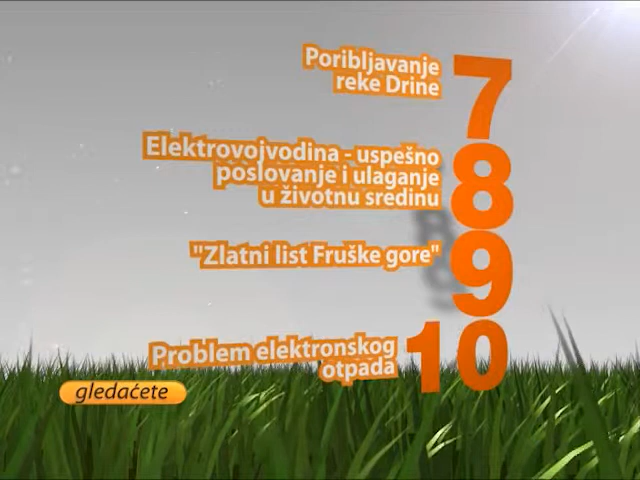 Poribljavanje
reke Drine
7
Elektrovojvodina - uspešno
poslovanje i ulaganje
u životnu sredinu
8
"Zlatni list Fruške gore"
9
Problem elektronskog
otpada
10
gledaćete